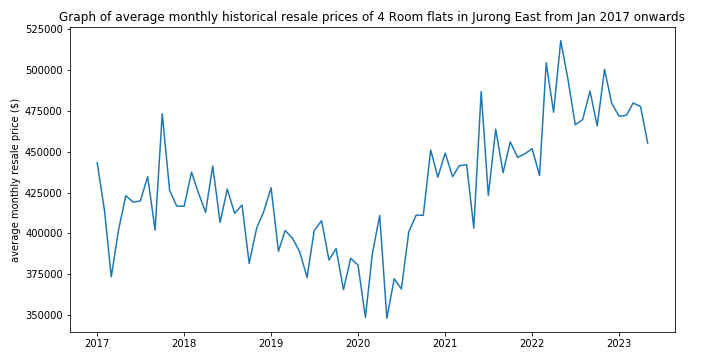 Graph of average monthly historical resale prices of 4 Room flats in Jurong East from Jan 2017 onwards
average monthly resale price ($)
525000
500000
475000
450000
425000
400000
375000
350000
2017 2018 2019 2020 2021 2022 2023